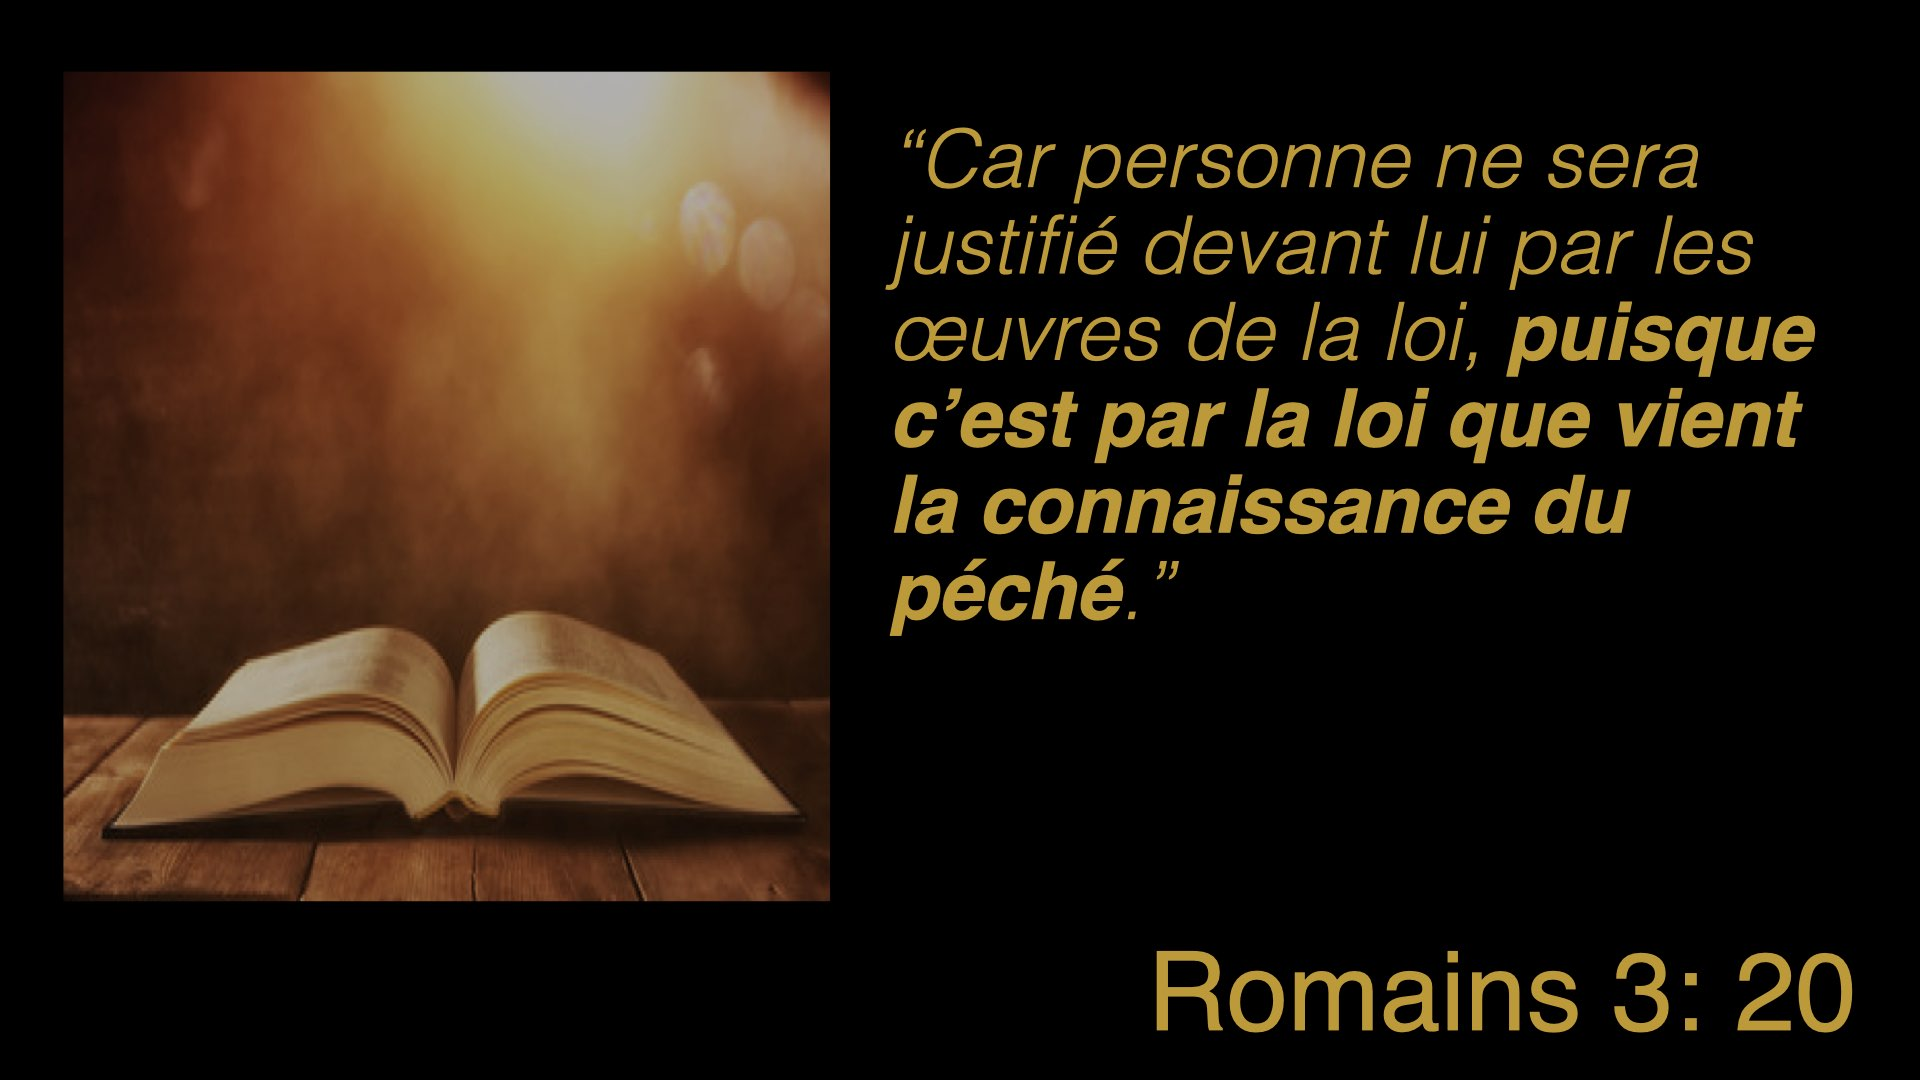 “Car personne ne sera
justifié devant lui par les
œuvres de la loi, puisque
c’est par la loi que vient
la connaissance du
péché.”
Romains 3: 20